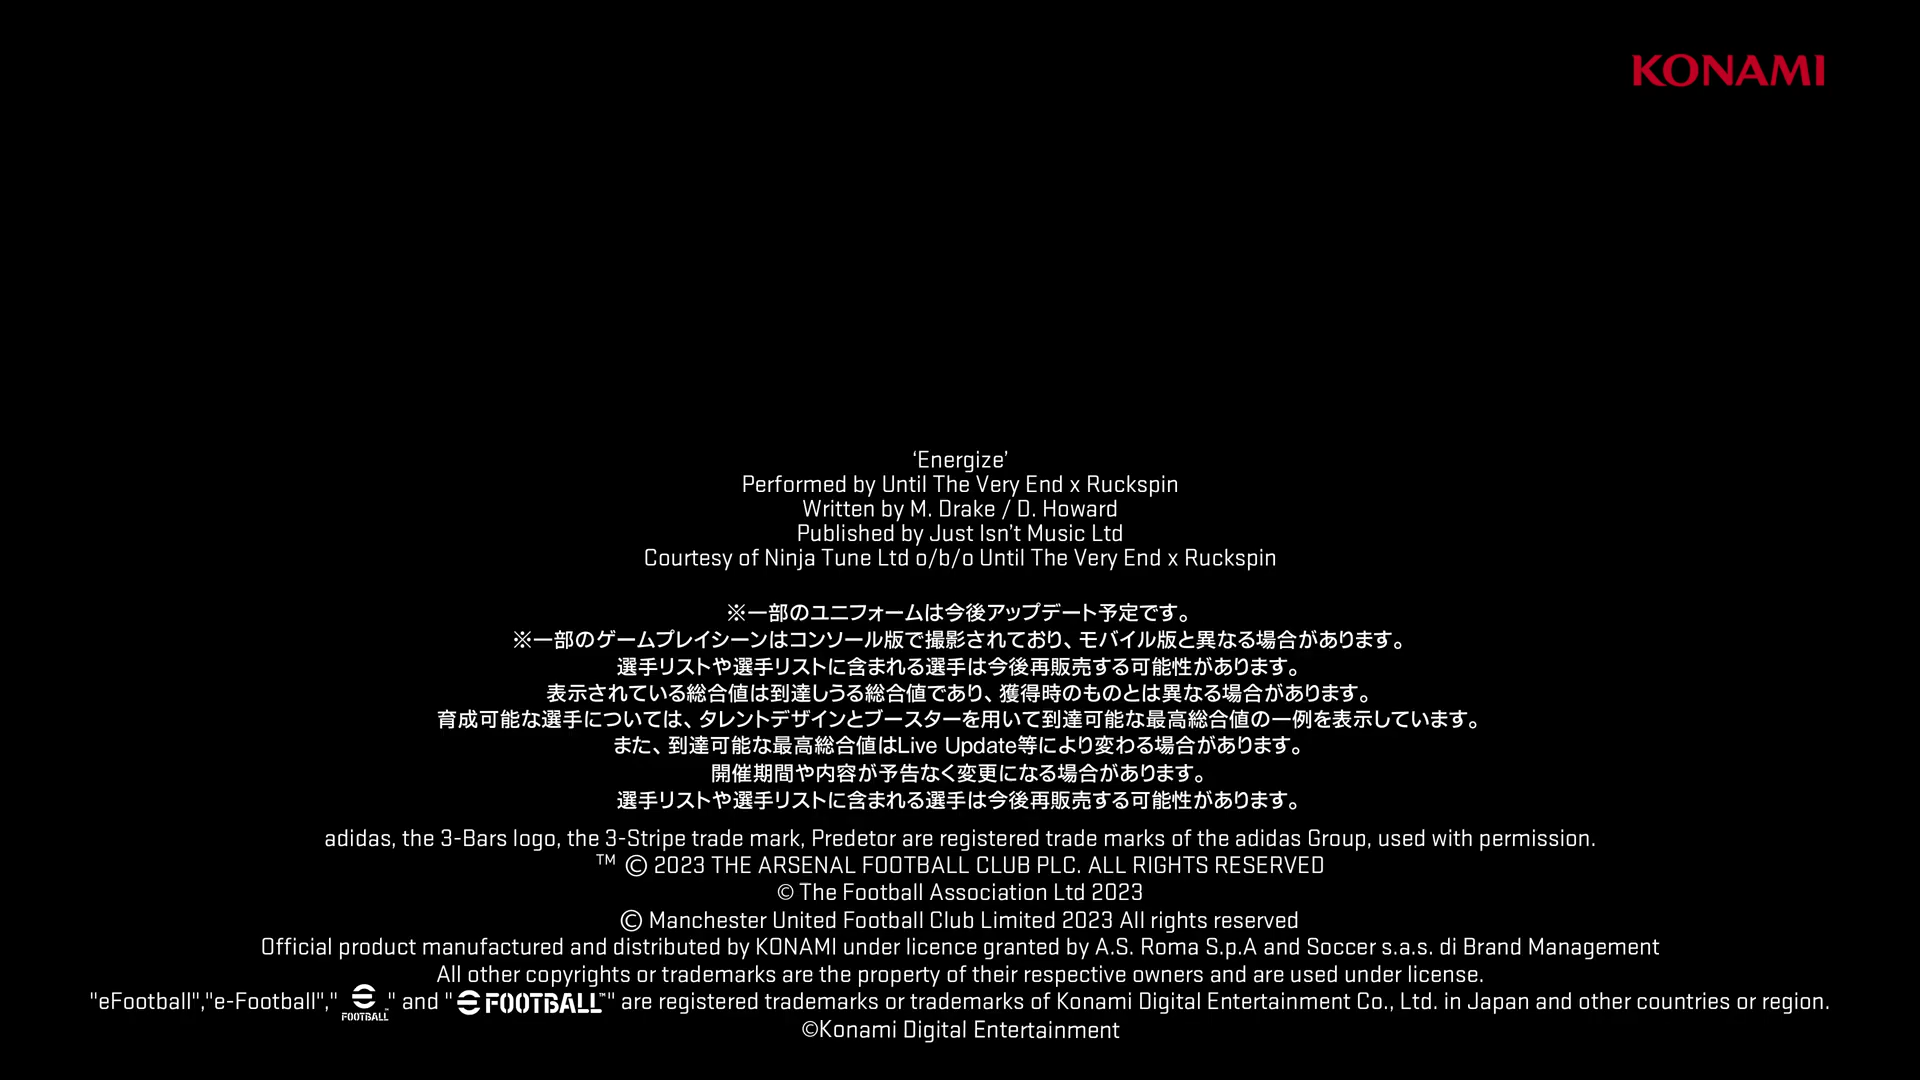 KONAMI
‘Energize’
Performed by Until The Very End x Ruckspin
Written by M. Drake / D. Howard
Published by Just Isn’t Music Ltd
Courtesy of Ninja Tune Ltd o/b/o Until The Very End x Ruckspin
※一部のユニフォームは今後アップデート予定です。
※一部のゲームプレイシーンはコンソール版で撮影されており、モバイル版と異なる場合があります。
選手リストや選手リストに含まれる選手は今後再販売する可能性があります。
表示されている総合値は到達しうる総合値であり、獲得時のものとは異なる場合があります。
育成可能な選手については、タレントデザインとブースターを用いて到達可能な最高総合値の一例を表示しています。
また、到達可能な最高総合値はLive Update等により変わる場合があります。
開催期間や内容が予告なく変更になる場合があります。
選手リストや選手リストに含まれる選手は今後再販売する可能性があります。
adidas, the 3-Bars logo, the 3-Stripe trade mark, Predetor are registered trade marks of the adidas Group, used with permission.
™ © 2023 THE ARSENAL FOOTBALL CLUB PLC. ALL RIGHTS RESERVED
© The Football Association Ltd 2023
© Manchester United Football Club Limited 2023 All rights reserved
Official product manufactured and distributed by KONAMI under licence granted by A.S. Roma S.p.A and Soccer s.a.s. di Brand Management
All other copyrights or trademarks are the property of their respective owners and are used under license.
"eFootball","e-Football","e FOOTBALL™" and "e FOOTBALL™" are registered trademarks or trademarks of Konami Digital Entertainment Co., Ltd. in Japan and other countries or region.
©Konami Digital Entertainment